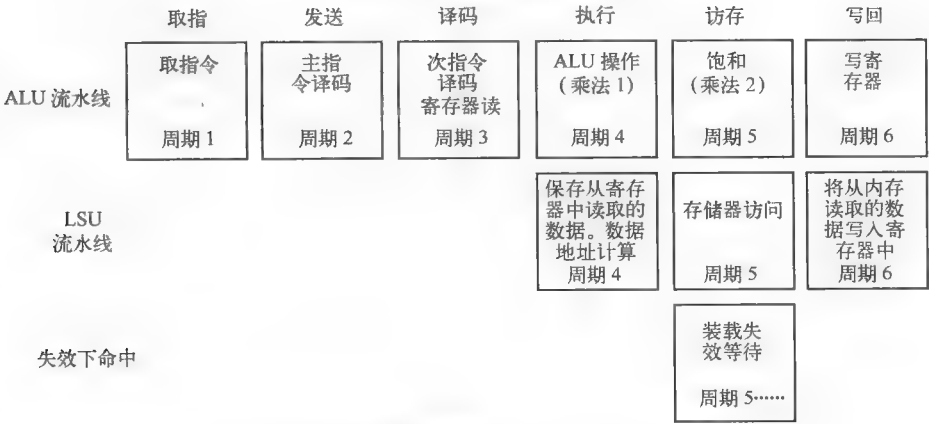 取指 发送 译码 执行 访存 写回
ALU 流水线
取指令
周期 1
主指
令译码
周期 2
次指令
译码
寄存器读
周期 3
ALU 操作
(乘法 1)
周期 4
饱和
(乘法 2)
周期 5
写寄
存器
周期 6
LSU
流水线
保存从寄存
器中读取的
数据。数据
地址计算
周期 4
存储器访问
周期 5
将从内存
读取的数
据写入寄
存器中
周期 6
失效下命中
装载失
效等待
周期 5……